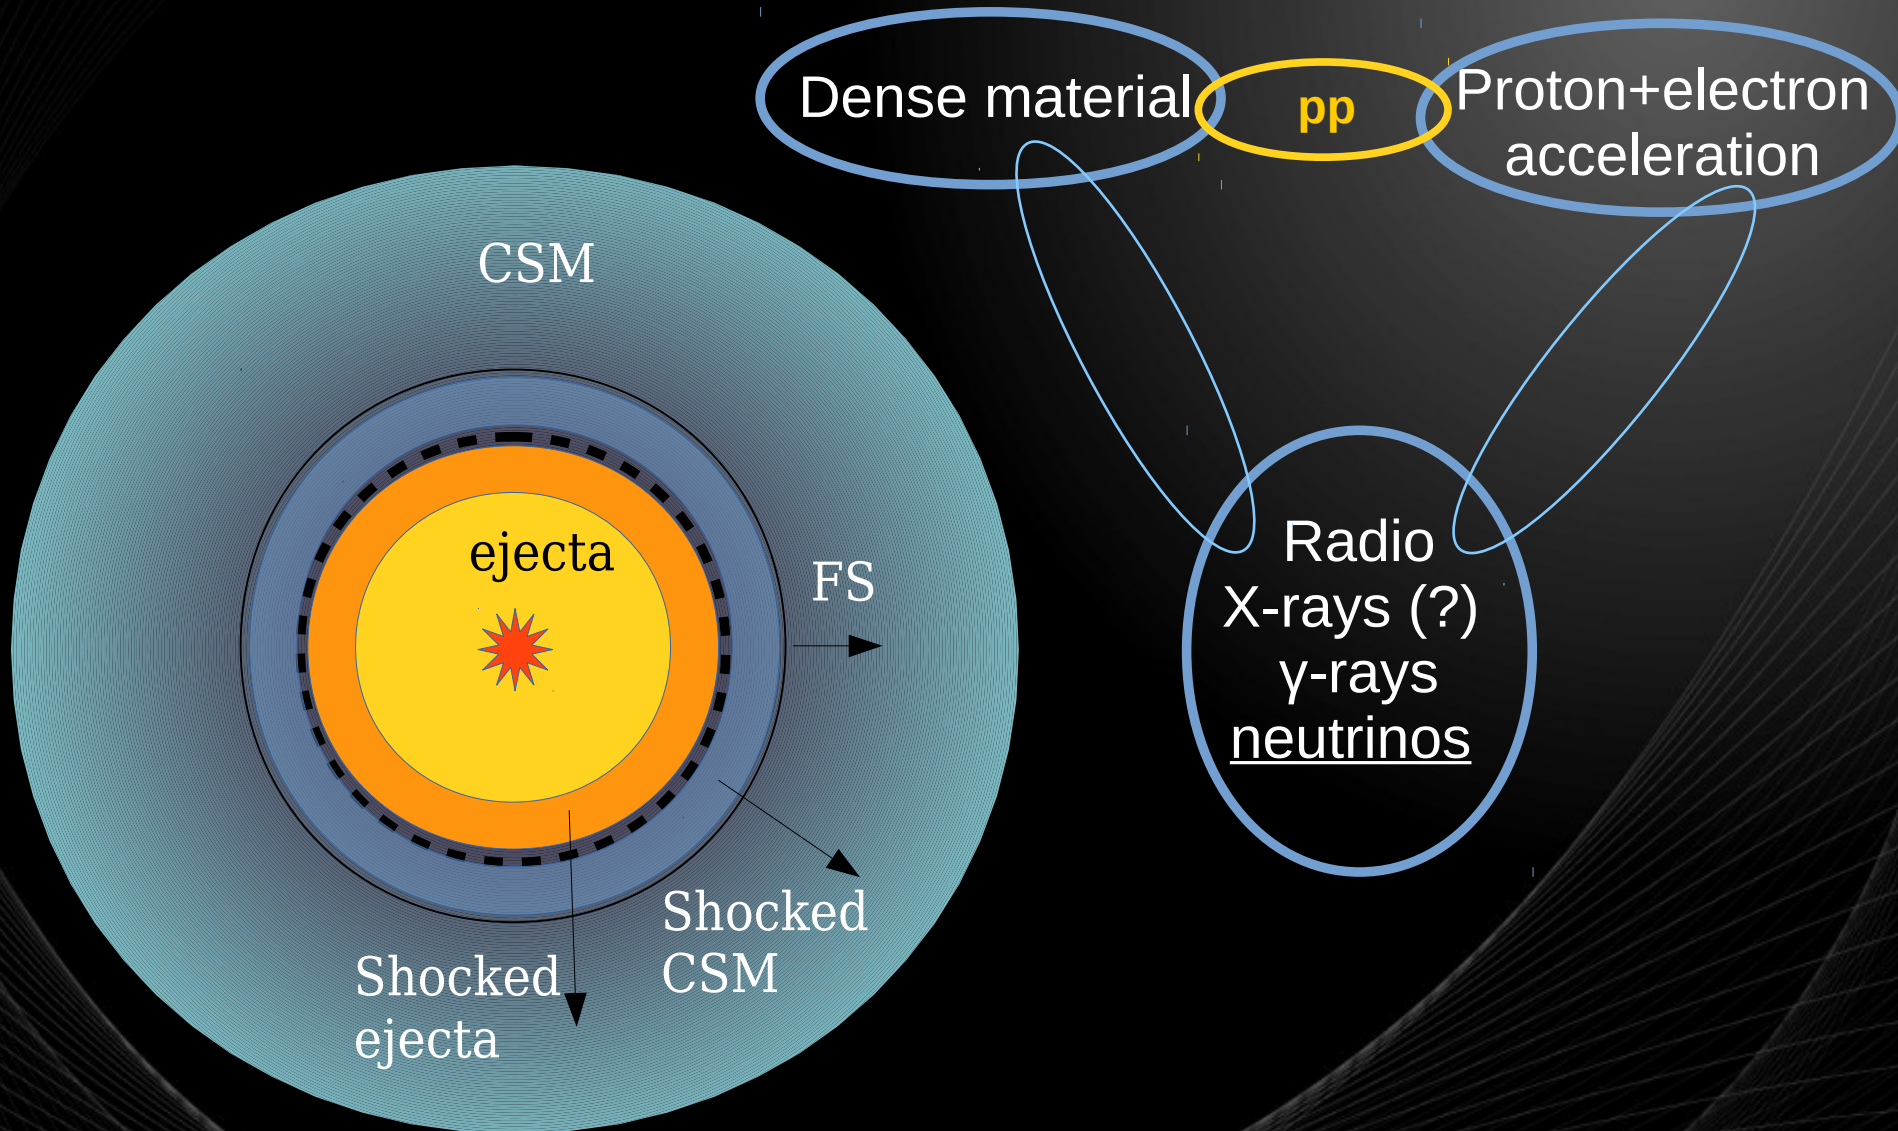 Dense material
pp
Proton+electron
acceleration
CSM
ejecta
FS
Shocked
CSM
Shocked
ejecta
Radio
X-rays (?)
γ-rays
neutrinos